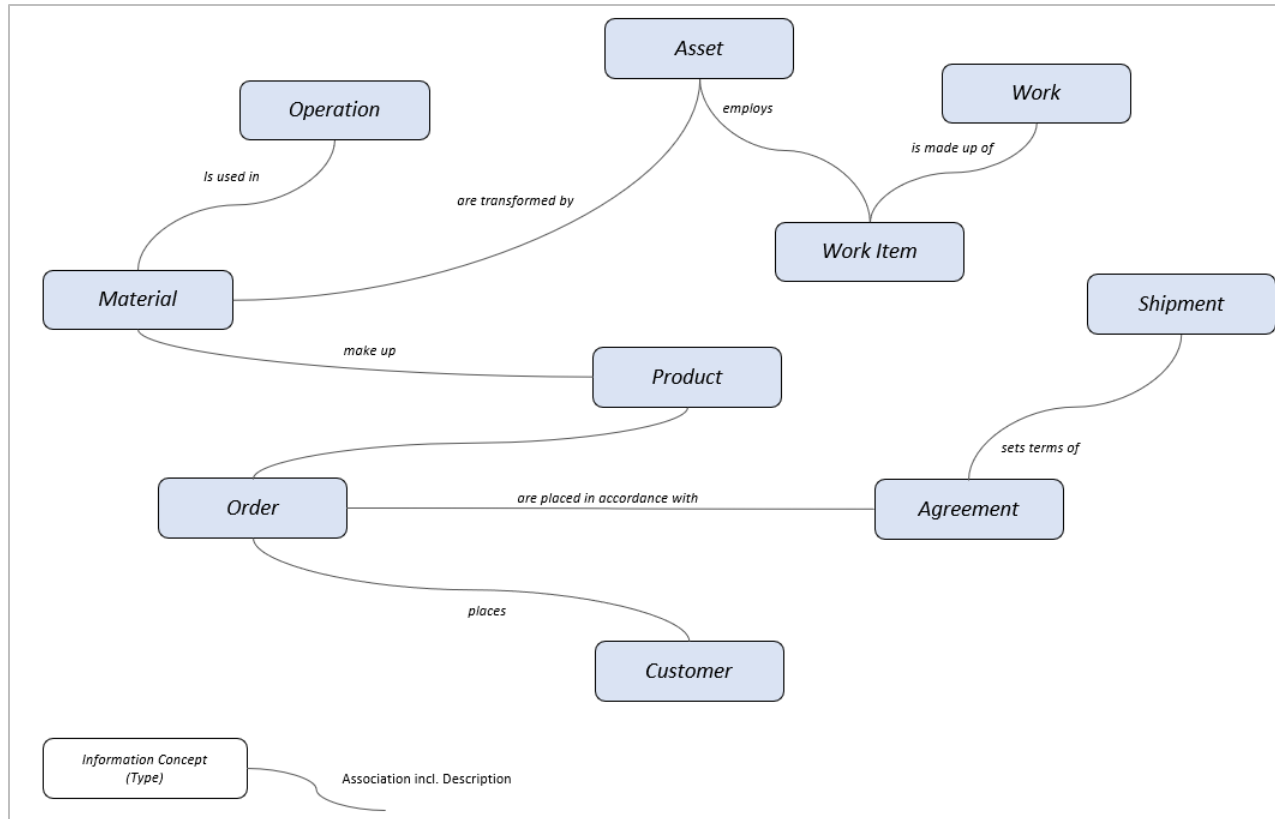 Asset
Work
Operation
employs
is made up of
Is used in
are transformed by
Work Item
Material
Shipment
make up
Product
sets terms of
Order
are placed in accordance with
Agreement
places
Customer
Information Concept
(Type)
Association incl. Description